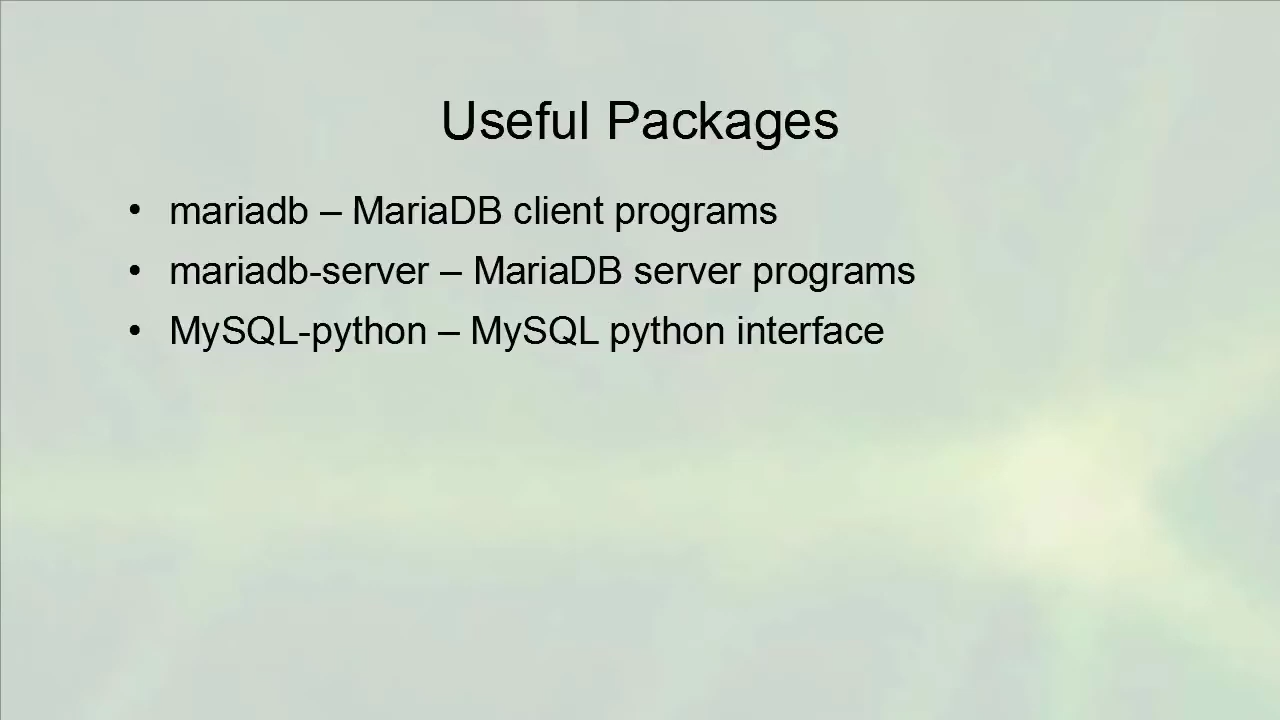 Useful Packages
• mariadb – MariaDB client programs
• mariadb-server – MariaDB server programs
• MySQL-python – MySQL python interface